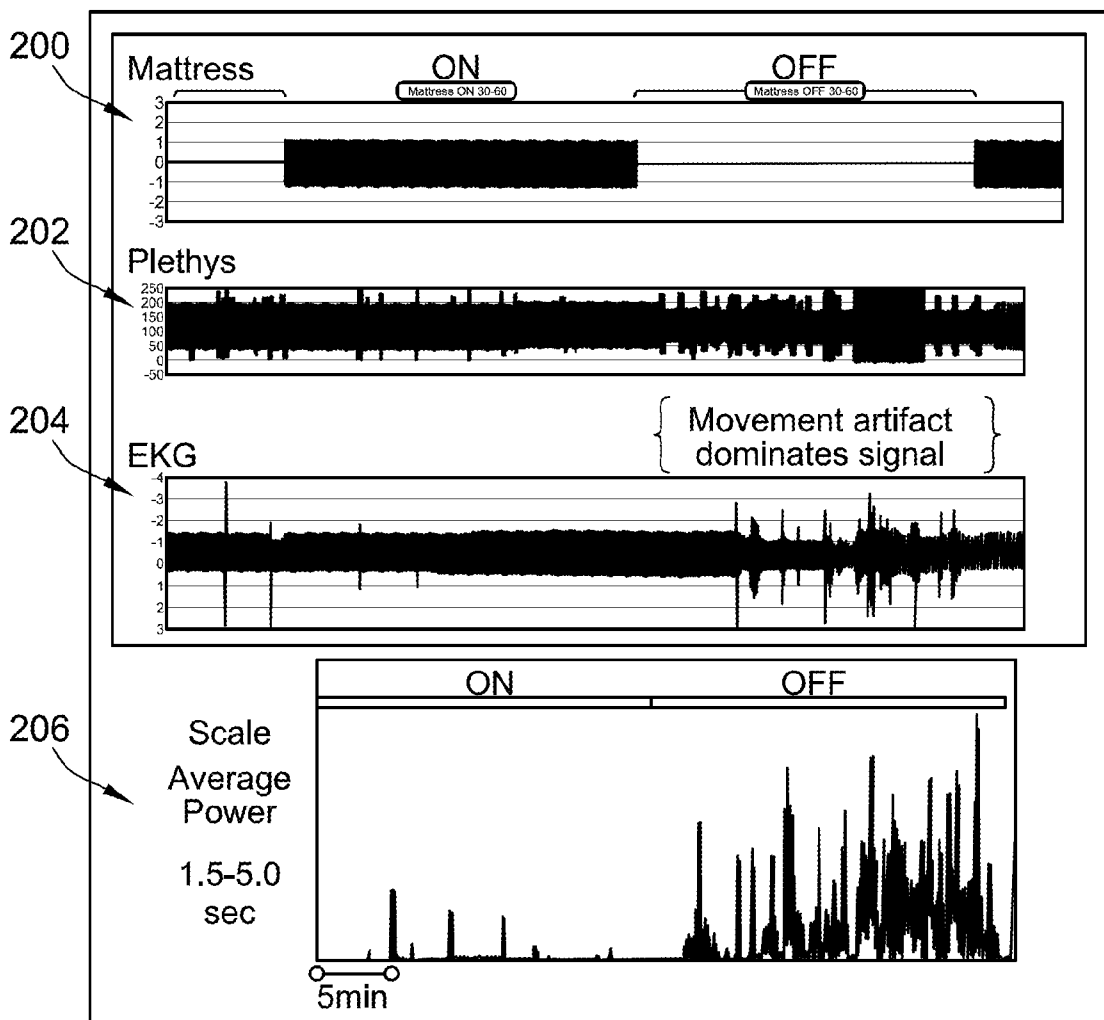 200
Mattress
ON
OFF
Mattress ON 30-60
Mattress OFF 30-60
3
2
1
0
-1
-2
-3
202
Plethys
250
200
150
100
50
0
-50
Movement artifact
dominates signal
204
EKG
-4
-3
-2
-1
0
1
2
3
ON
OFF
206
Scale
Average
Power
1.5-5.0
sec
5min